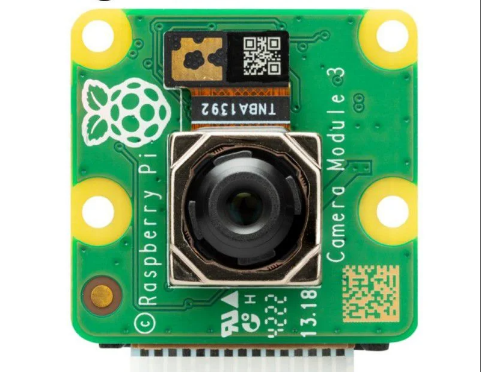 TNBA1392
© Raspberry Pi
Camera Module 3
13.18